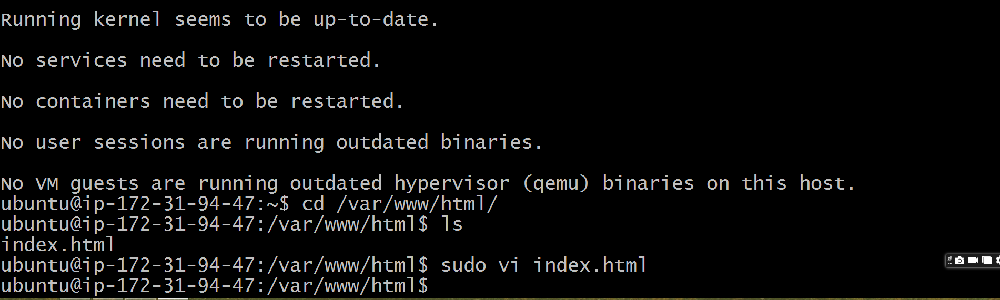 Running kernel seems to be up-to-date.
No services need to be restarted.
No containers need to be restarted.
No user sessions are running outdated binaries.
No VM guests are running outdated hypervisor (qemu) binaries on this host.
ubuntu@ip-172-31-94-47:~$ cd /var/www/html/
ubuntu@ip-172-31-94-47:/var/www/html$ ls
index.html
ubuntu@ip-172-31-94-47:/var/www/html$ sudo vi index.html
ubuntu@ip-172-31-94-47:/var/www/html$